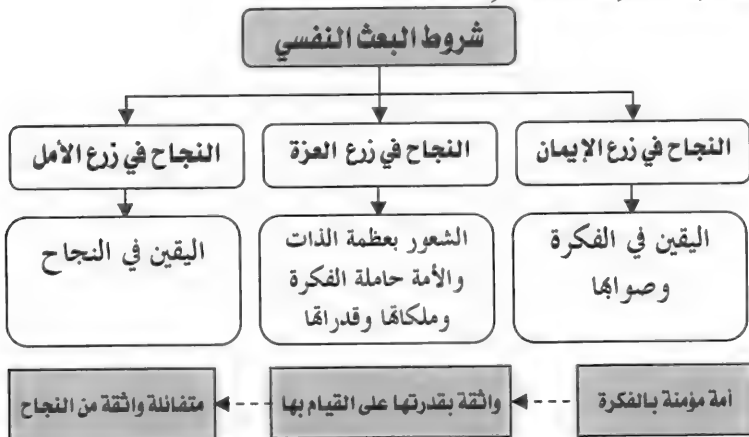 شروط البعث النفسي
النجاح في زرع الإيمان
النجاح في زرع العزة
النجاح في زرع الأمل
اليقين في الفكرة
وصوابها
الشعور بعظمة الذات
والأمة حاملة الفكرة
وملكاتها وقدراتها
اليقين في النجاح
أمة مؤمنة بالفكرة
واثقة بقدرتها على القيام بها
متفائلة واثقة من النجاح